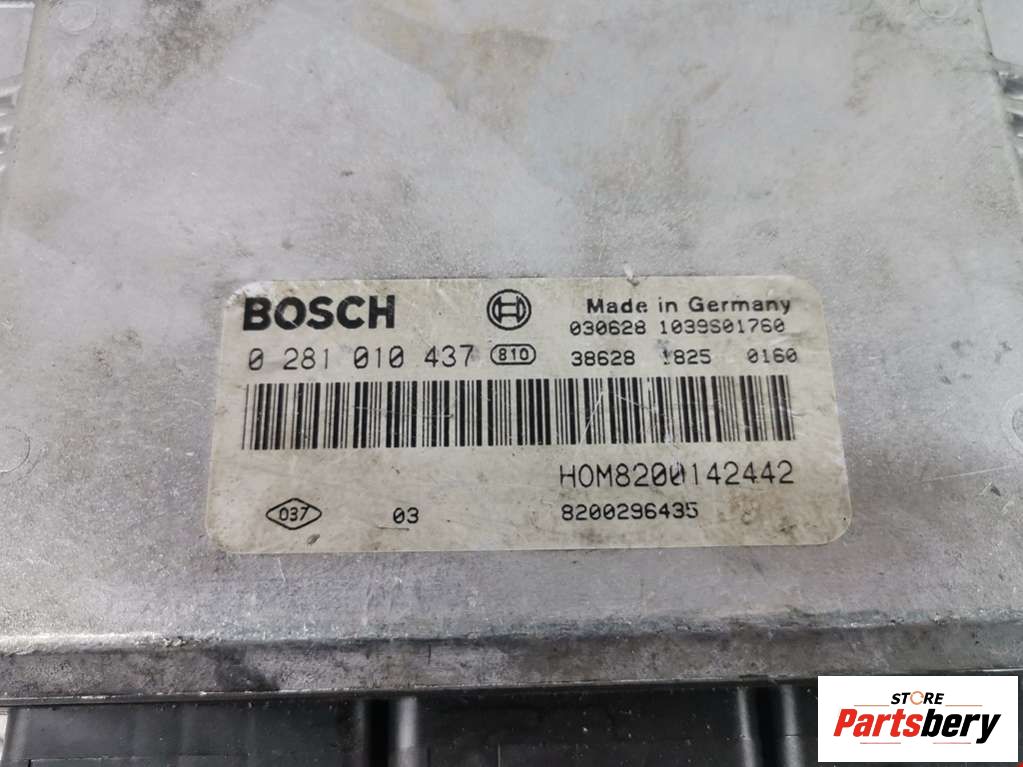 BOSCH
Made in Germany
030628 1039S01760
0 281 010 437 810
38628 1825 0160
HOM8200142442
037 03 8200296435
STORE
Partsbery